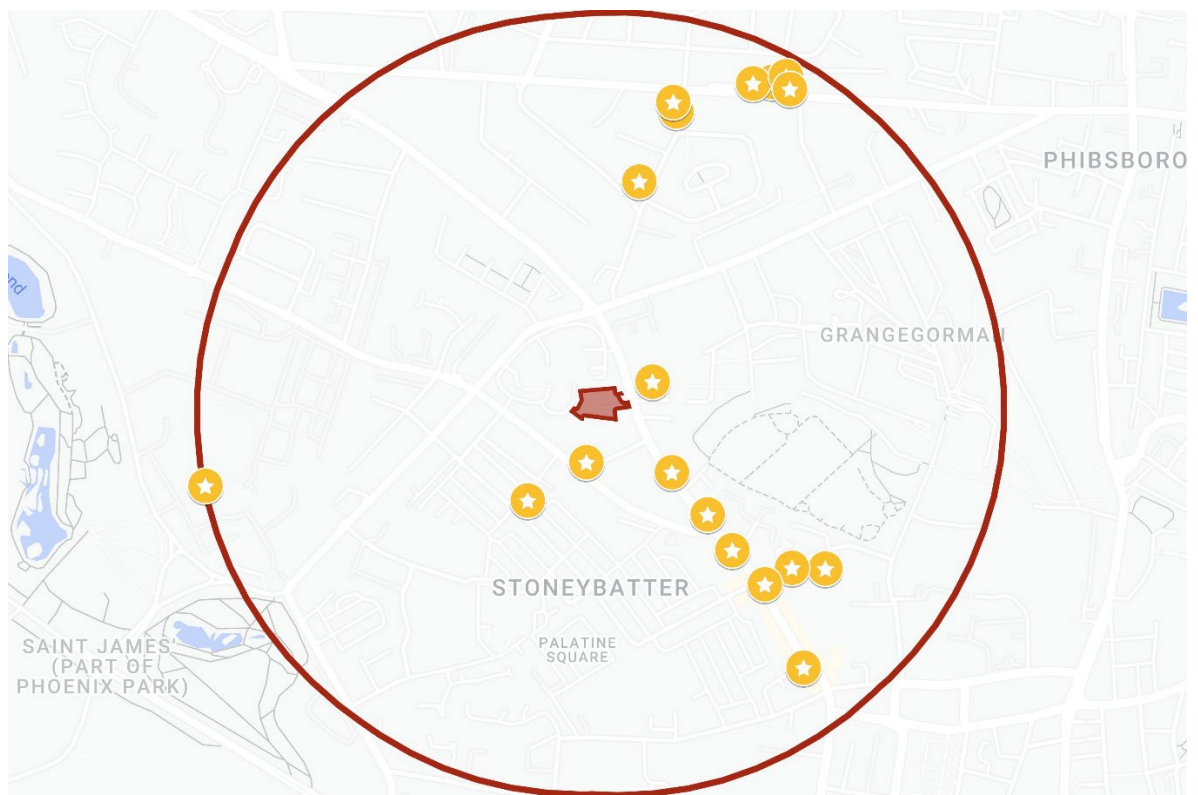 PHIBSBORO
GRANGEGORMAN
STONEYBATTER
PALATINE
SQUARE
SAINT JAMES'
(PART OF
PHOENIX PARK)